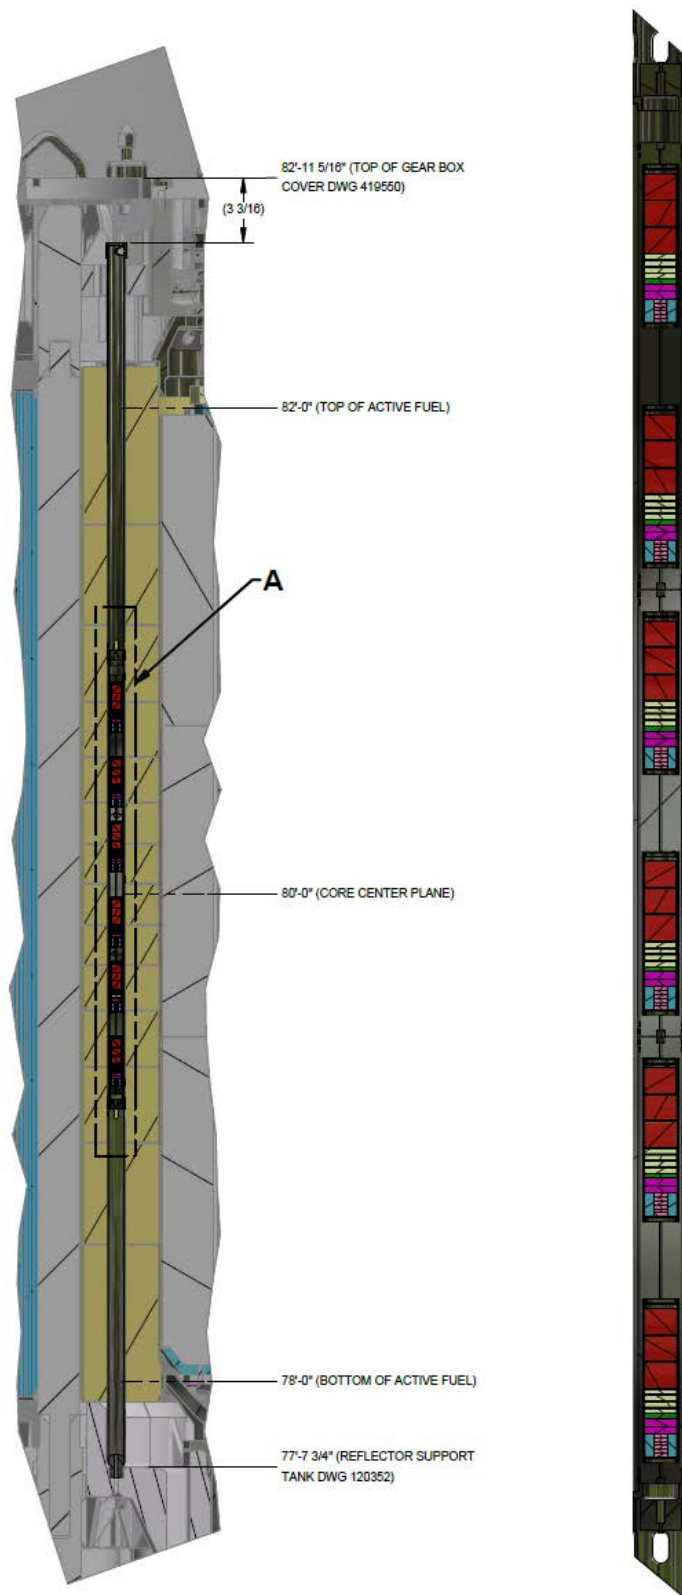 82'-11 5/16" (TOP OF GEAR BOX
COVER DWG 419550)
(3 3/16)
82'-0" (TOP OF ACTIVE FUEL)
A
80'-0" (CORE CENTER PLANE)
78'-0" (BOTTOM OF ACTIVE FUEL)
77'-7 3/4" (REFLECTOR SUPPORT
TANK DWG 120352)